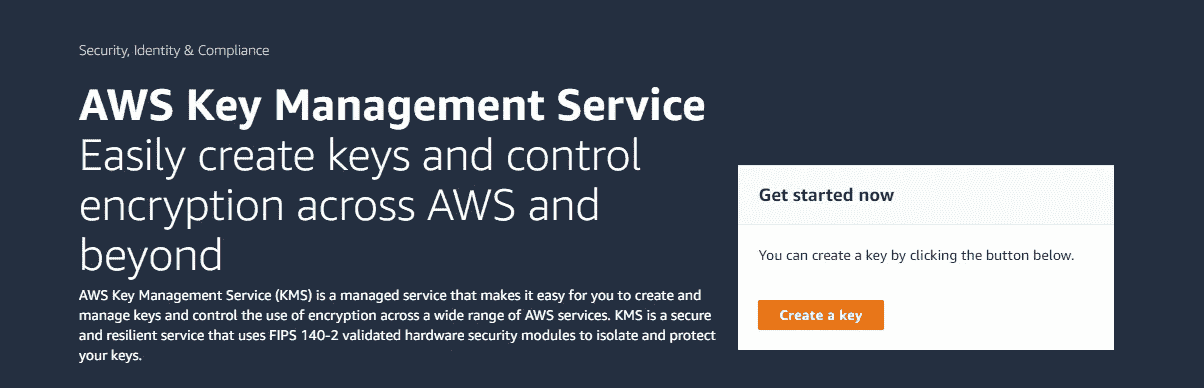 Security, Identity & Compliance
AWS Key Management Service
Easily create keys and control
encryption across AWS and
beyond
AWS Key Management Service (KMS) is a managed service that makes it easy for you to create and
manage keys and control the use of encryption across a wide range of AWS services. KMS is a secure
and resilient service that uses FIPS 140-2 validated hardware security modules to isolate and protect
your keys.
Get started now
You can create a key by clicking the button below.
Create a key